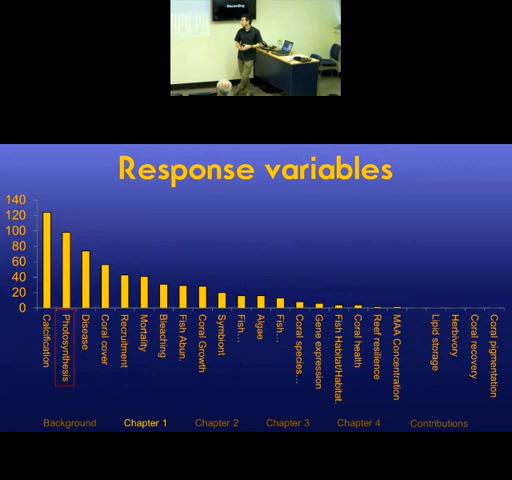 Recording
Response variables
140
120
100
80
60
40
20
0
Calcification
Photosynthesis
Disease
Coral cover
Recruitment
Mortality
Bleaching
Fish Abun.
Coral Growth
Symbiont
Fish...
Algae
Fish...
Coral species...
Gene expression
Fish Habitat/Habitat.
Coral health
Reef resilience
MAA Concentration
Lipid storage
Herbivory
Coral recovery
Coral pigmentation
Background Chapter 1 Chapter 2 Chapter 3 Chapter 4 Contributions